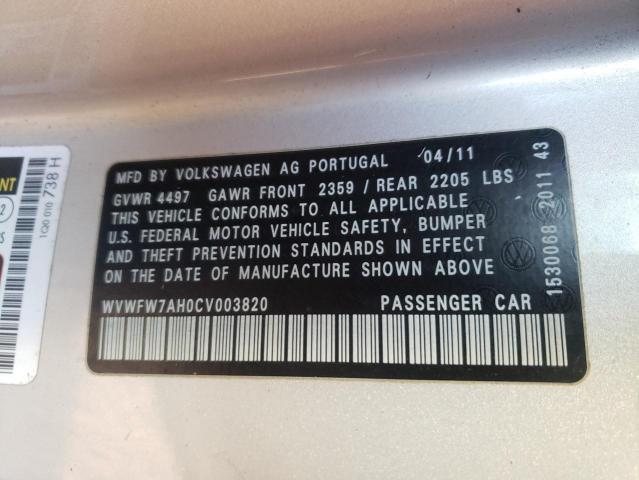 MFD BY VOLKSWAGEN AG PORTUGAL 04/11
GVWR 4497 GAWR FRONT 2359 / REAR 2205 LBS
THIS VEHICLE CONFORMS TO ALL APPLICABLE
U.S. FEDERAL MOTOR VEHICLE SAFETY, BUMPER
AND THEFT PREVENTION STANDARDS IN EFFECT
ON THE DATE OF MANUFACTURE SHOWN ABOVE
WVWFW7AH0CV003820 PASSENGER CAR
1530068 2011 43
1Q0 010 738 H
NT
2
S